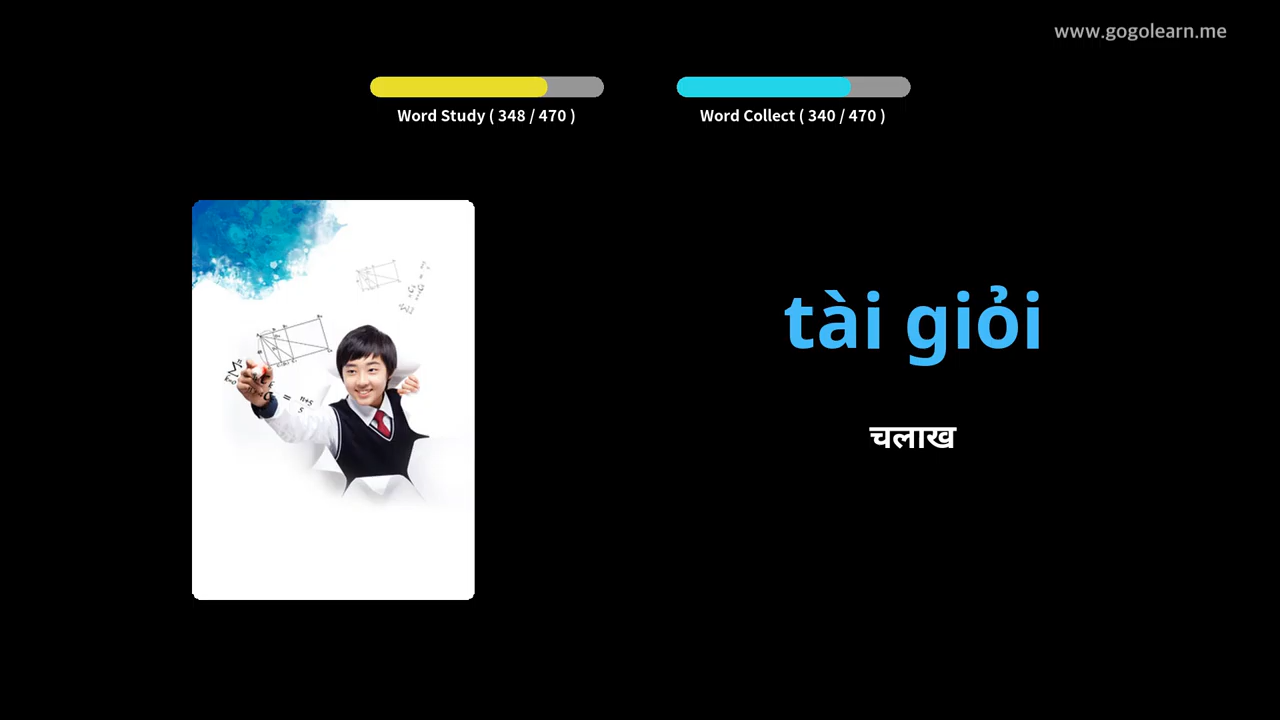 www.gogolearn.me
Word Study ( 348 / 470 )
Word Collect ( 340 / 470 )
tài giỏi
चलाख